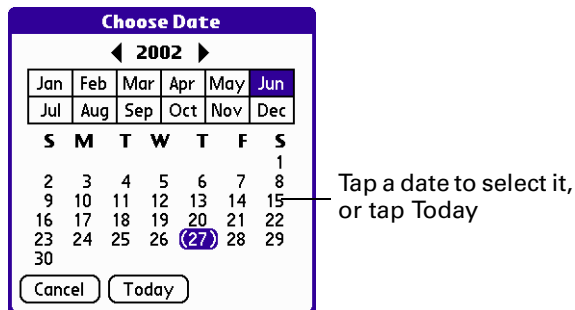 Choose Date
2002
Jan Feb Mar Apr May Jun
Jul Aug Sep Oct Nov Dec
S M T W T F S
1
2 3 4 5 6 7 8
9 10 11 12 13 14 15
16 17 18 19 20 21 22
23 24 25 26 (27) 28 29
30
Cancel Today
Tap a date to select it,
or tap Today